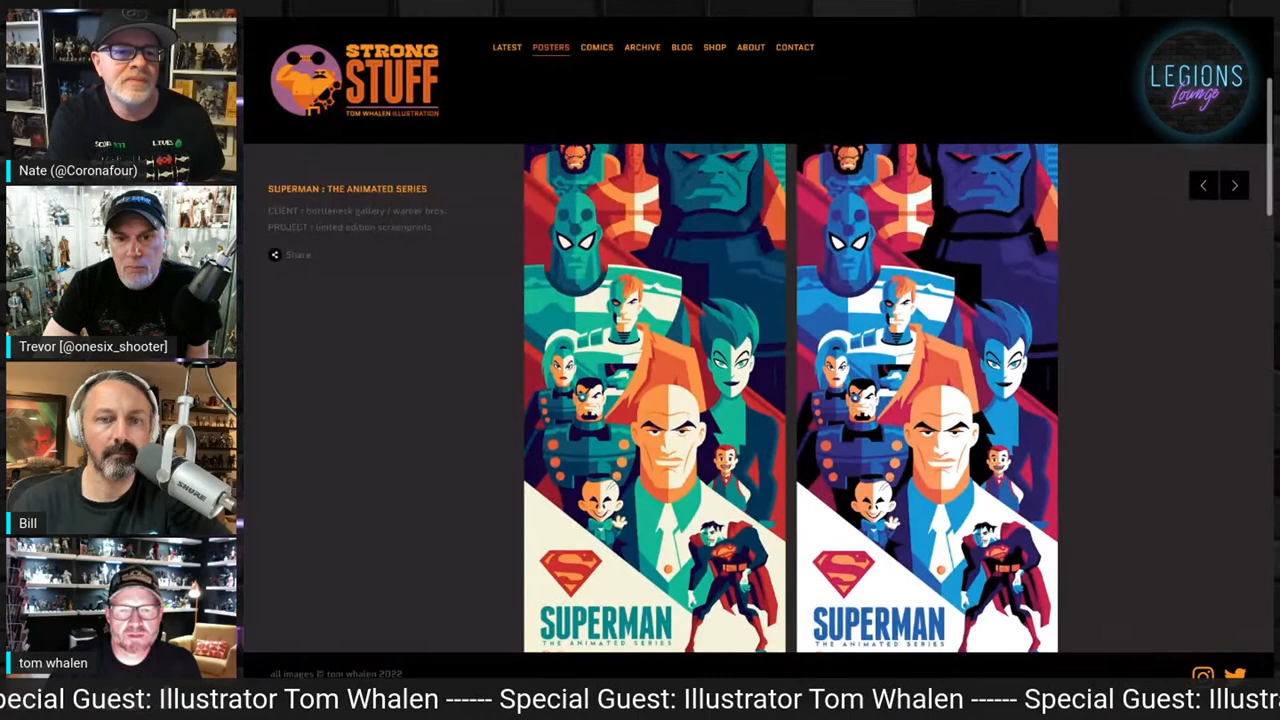 Nate (@Coronafour)
Trevor [@onesix_shooter]
SHURE
Bill
tom whalen
STRONG
STUFF
TOM WHALEN ILLUSTRATION
LATEST POSTERS COMICS ARCHIVE BLOG SHOP ABOUT CONTACT
LEGIONS
Lounge
SUPERMAN : THE ANIMATED SERIES
CLIENT : bottleneck gallery / warner bros.
PROJECT : limited edition screenprints
Share
SUPERMAN
THE ANIMATED SERIES
SUPERMAN
THE ANIMATED SERIES
all images © tom whalen 2022
pecial Guest: Illustrator Tom Whalen ------ Special Guest: Illustrator Tom Whalen ------ Special Guest: Illustr